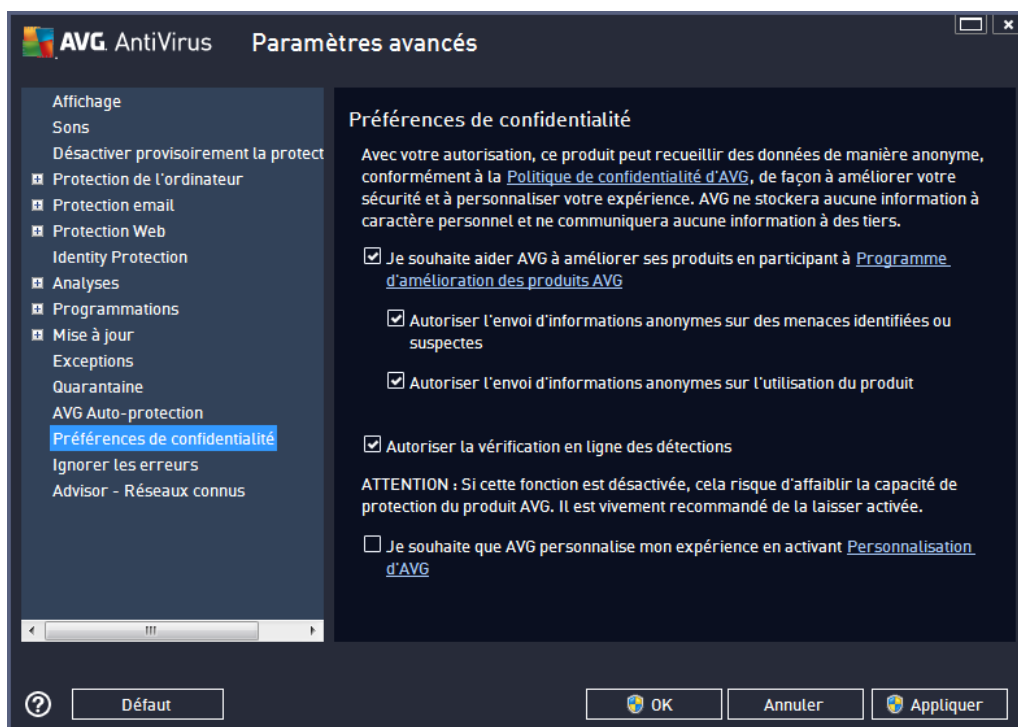 AVG. AntiVirus Paramètres avancés
Affichage
Sons
Désactiver provisoirement la protect
Protection de l'ordinateur
Protection email
Protection Web
Identity Protection
Analyses
Programmations
Mise à jour
Exceptions
Quarantaine
AVG Auto-protection
Préférences de confidentialité
Ignorer les erreurs
Advisor - Réseaux connus
Préférences de confidentialité
Avec votre autorisation, ce produit peut recueillir des données de manière anonyme,
conformément à la Politique de confidentialité d'AVG, de façon à améliorer votre
sécurité et à personnaliser votre expérience. AVG ne stockera aucune information à
caractère personnel et ne communiquera aucune information à des tiers.
Je souhaite aider AVG à améliorer ses produits en participant à Programme
d'amélioration des produits AVG
Autoriser l'envoi d'informations anonymes sur des menaces identifiées ou
suspectes
Autoriser l'envoi d'informations anonymes sur l'utilisation du produit
Autoriser la vérification en ligne des détections
ATTENTION : Si cette fonction est désactivée, cela risque d'affaiblir la capacité de
protection du produit AVG. Il est vivement recommandé de la laisser activée.
Je souhaite que AVG personnalise mon expérience en activant Personnalisation
d'AVG
? Défaut OK Annuler Appliquer